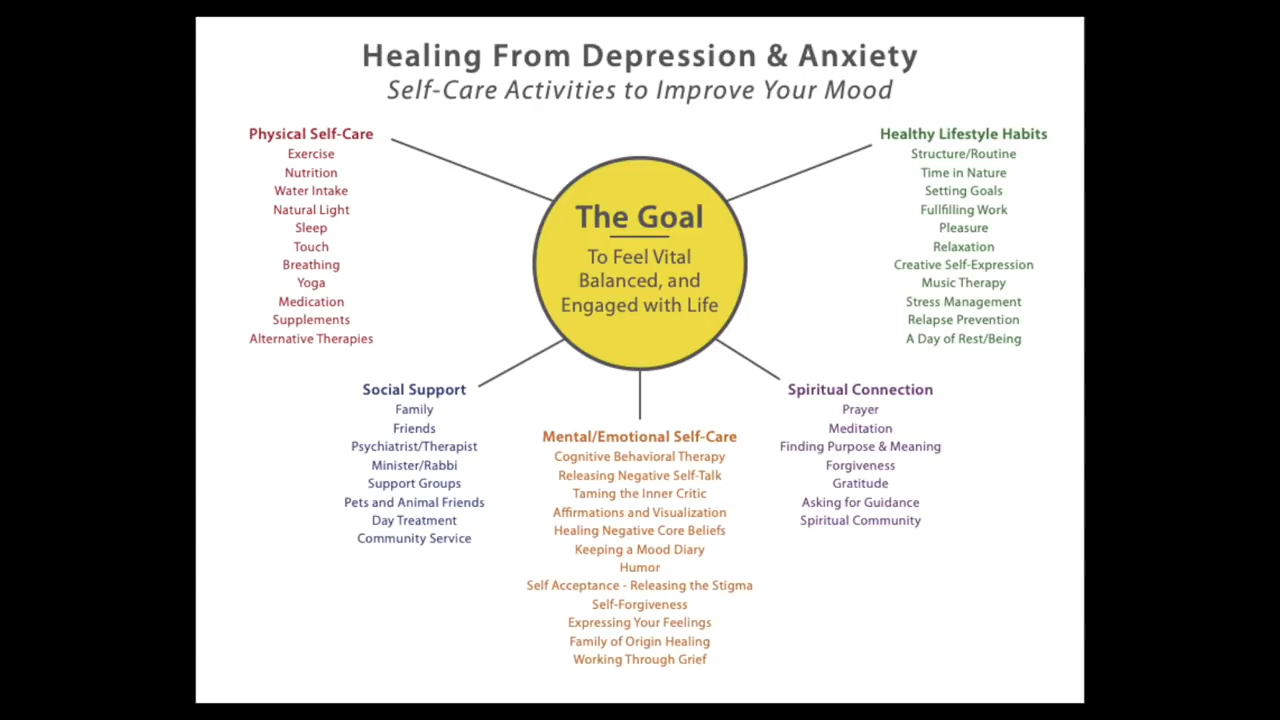 Healing From Depression & Anxiety
Self-Care Activities to Improve Your Mood
Physical Self-Care
Exercise
Nutrition
Water Intake
Natural Light
Sleep
Touch
Breathing
Yoga
Medication
Supplements
Alternative Therapies
The Goal
To Feel Vital
Balanced, and
Engaged with Life
Healthy Lifestyle Habits
Structure/Routine
Time in Nature
Setting Goals
Fullfilling Work
Pleasure
Relaxation
Creative Self-Expression
Music Therapy
Stress Management
Relapse Prevention
A Day of Rest/Being
Social Support
Family
Friends
Psychiatrist/Therapist
Minister/Rabbi
Support Groups
Pets and Animal Friends
Day Treatment
Community Service
Mental/Emotional Self-Care
Cognitive Behavioral Therapy
Releasing Negative Self-Talk
Taming the Inner Critic
Affirmations and Visualization
Healing Negative Core Beliefs
Keeping a Mood Diary
Humor
Self Acceptance - Releasing the Stigma
Self-Forgiveness
Expressing Your Feelings
Family of Origin Healing
Working Through Grief
Spiritual Connection
Prayer
Meditation
Finding Purpose & Meaning
Forgiveness
Gratitude
Asking for Guidance
Spiritual Community